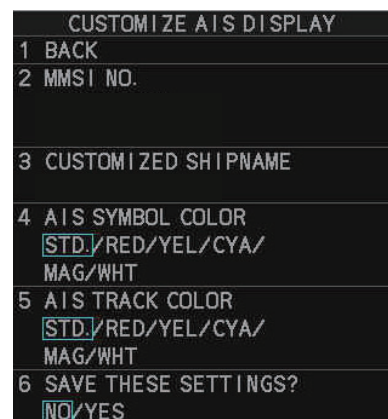 CUSTOMIZE AIS DISPLAY
1 BACK
2 MMSI NO.
3 CUSTOMIZED SHIPNAME
4 AIS SYMBOL COLOR
STD./RED/YEL/CYA/
MAG/WHT
5 AIS TRACK COLOR
STD./RED/YEL/CYA/
MAG/WHT
6 SAVE THESE SETTINGS?
NO/YES